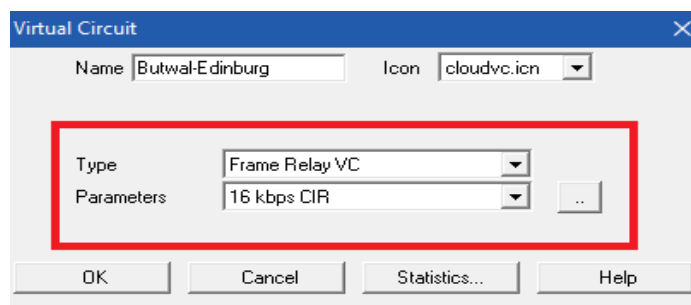 Virtual Circuit
Name Butwal-Edinburg Icon cloudvc.icn
Type Frame Relay VC
Parameters 16 kbps CIR ..
OK Cancel Statistics... Help